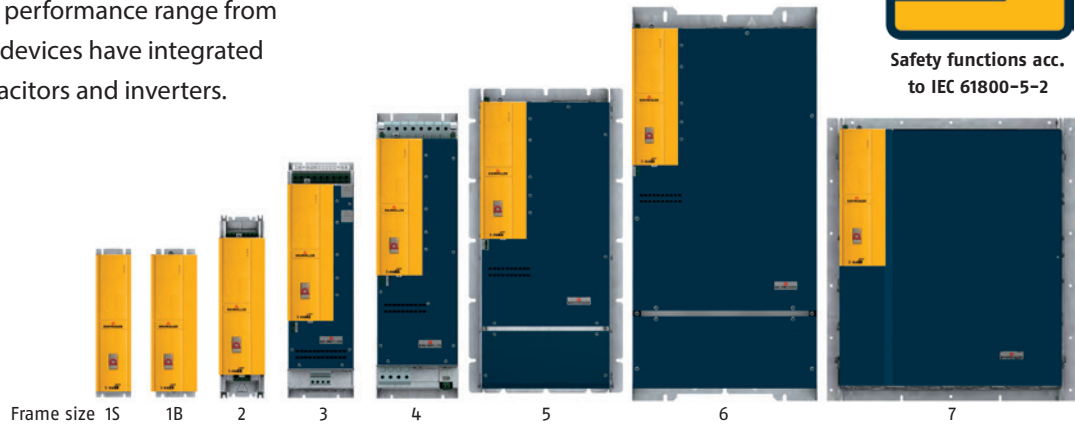 performance range from
devices have integrated
acitors and inverters.
Safety functions acc.
to IEC 61800-5-2
Frame size 1S 1B 2 3 4 5 6 7